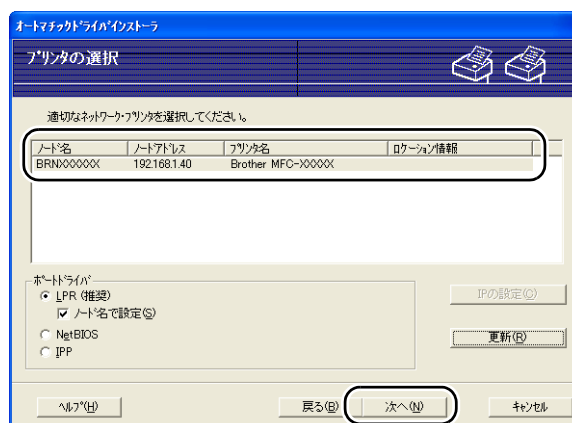 オートマチックドライバインストーラ
プリンタの選択
適切なネットワーク・プリンタを選択してください。
ノード名 ノードアドレス プリンタ名 ロケーション情報
BRNXXXXXX 192.168.1.40 Brother MFC-XXXXX
ポートドライバ
LPR (推奨)
ノード名で設定(S)
NetBIOS
IPP
IPの設定(C)
更新(R)
ヘルプ(H) 戻る(B) 次へ(N) キャンセル